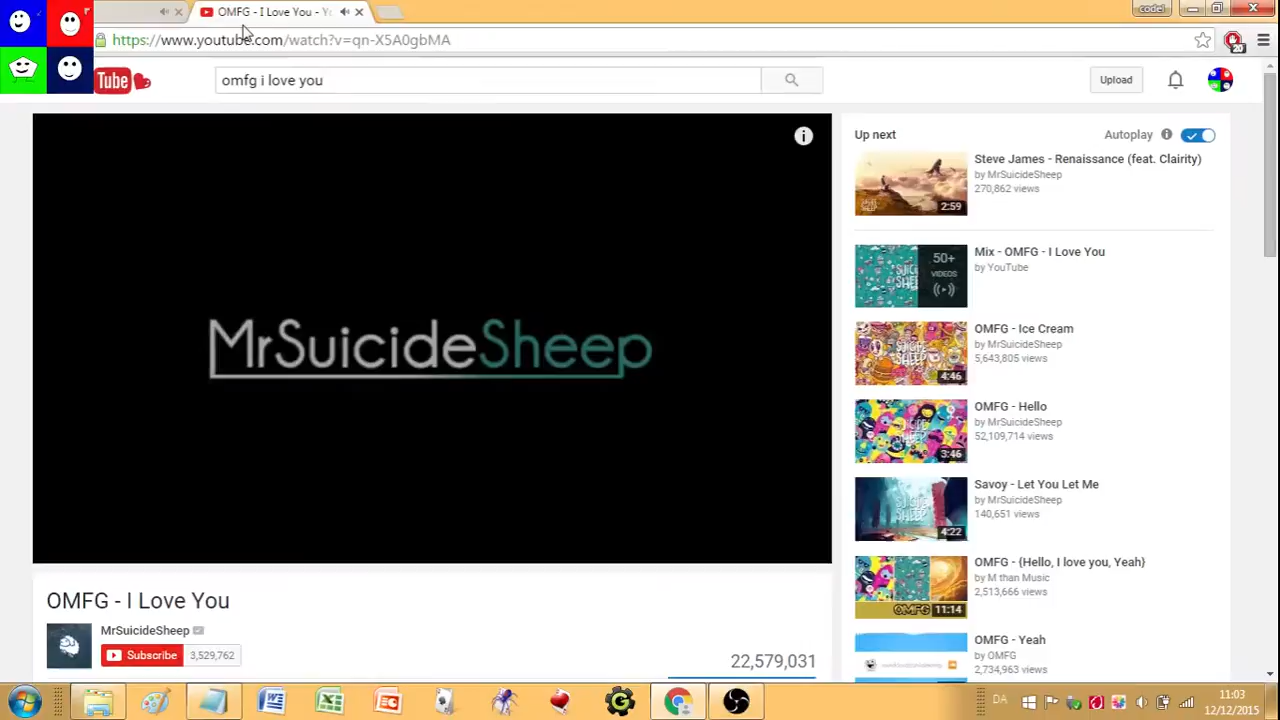 OMFG - I Love You - Yo
code!
https://www.youtube.com/watch?v=qn-X5A0gbMA
20
Tube
omfg i love you
Upload
MrSuicideSheep
OMFG - I Love You
MrSuicideSheep
Subscribe 3,529,762
22,579,031
Up next
Autoplay
Steve James - Renaissance (feat. Clairity)
by MrSuicideSheep
270,862 views
2:59
Mix - OMFG - I Love You
by YouTube
50+
VIDEOS
OMFG - Ice Cream
by MrSuicideSheep
5,643,805 views
4:46
OMFG - Hello
by MrSuicideSheep
52,109,714 views
3:46
Savoy - Let You Let Me
by MrSuicideSheep
140,651 views
4:22
OMFG - {Hello, I love you, Yeah}
by M than Music
2,513,666 views
OMFG
11:14
OMFG - Yeah
by OMFG
2,734,963 views
DA
11:03
12/12/2015